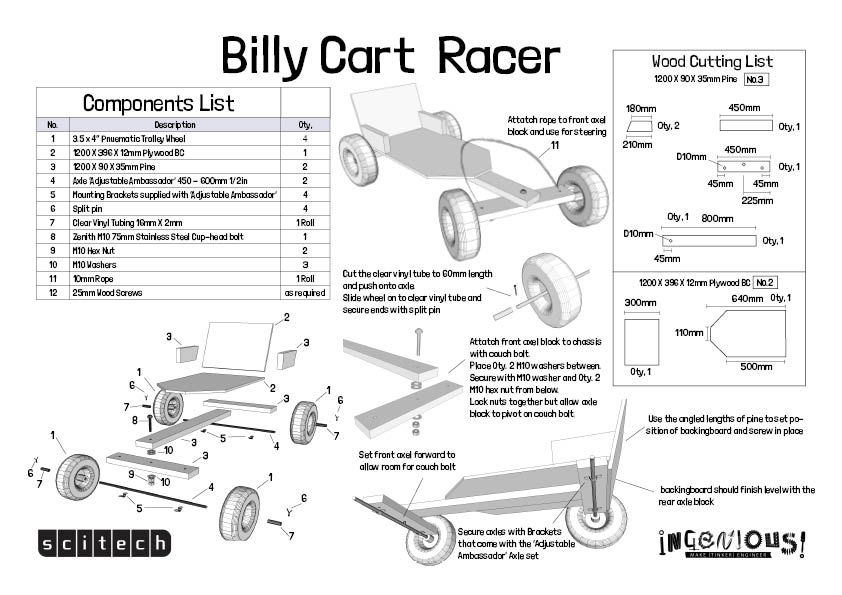 Billy Cart Racer
Components List
No. Description Qty.
1 3.5 x 4" Pnuematic Trolley Wheel 4
2 1200 X 396 X 12mm Plywood BC 1
3 1200 X 90 X 35mm Pine 2
4 Axle 'Adjustable Ambassador' 450 - 600mm 1/2in 2
5 Mounting Brackets supplied with 'Adjustable Ambassador' 4
6 Split pin 4
7 Clear Vinyl Tubing 16mm X 2mm 1 Roll
8 Zenith M10 75mm Stainless Steel Cup-head bolt 1
9 M10 Hex Nut 2
10 M10 Washers 3
11 10mm Rope 1 Roll
12 25mm Wood Screws as required
Attatch rope to front axel
block and use for steering
11
Wood Cutting List
1200 X 90 X 35mm Pine No.3
180mm
Qty, 2
210mm
450mm
Qty, 1
450mm
D10mm
Qty, 1
45mm 45mm
225mm
Qty, 1 800mm
D10mm
Qty, 1
45mm
1200 X 396 X 12mm Plywood BC No.2
300mm
Qty, 1
640mm Qty, 1
110mm
500mm
Cut the clear vinyl tube to 60mm length
and push onto axle.
Slide wheel on to clear vinyl tube and
secure ends with split pin
Attatch front axel block to chassis
with couch bolt.
Place Qty. 2 M10 washers between.
Secure with M10 washer and Qty. 2
M10 hex nut from below.
Lock nuts together but allow axle
block to pivot on couch bolt.
2
3
3
1
6
7
8
2
3
1
6
7
3
5
4
10
1
3
9
10
6
7
4
1
5
6
7
Set front axel forward to
allow room for couch bolt
Use the angled lengths of pine to set po-
sition of backingboard and screw in place
backingboard should finish level with the
rear axle block
Secure axles with Brackets
that come with the 'Adjustable
Ambassador' Axle set
scitech
INGENIOUS!
MAKE |TINKER| ENGINEER